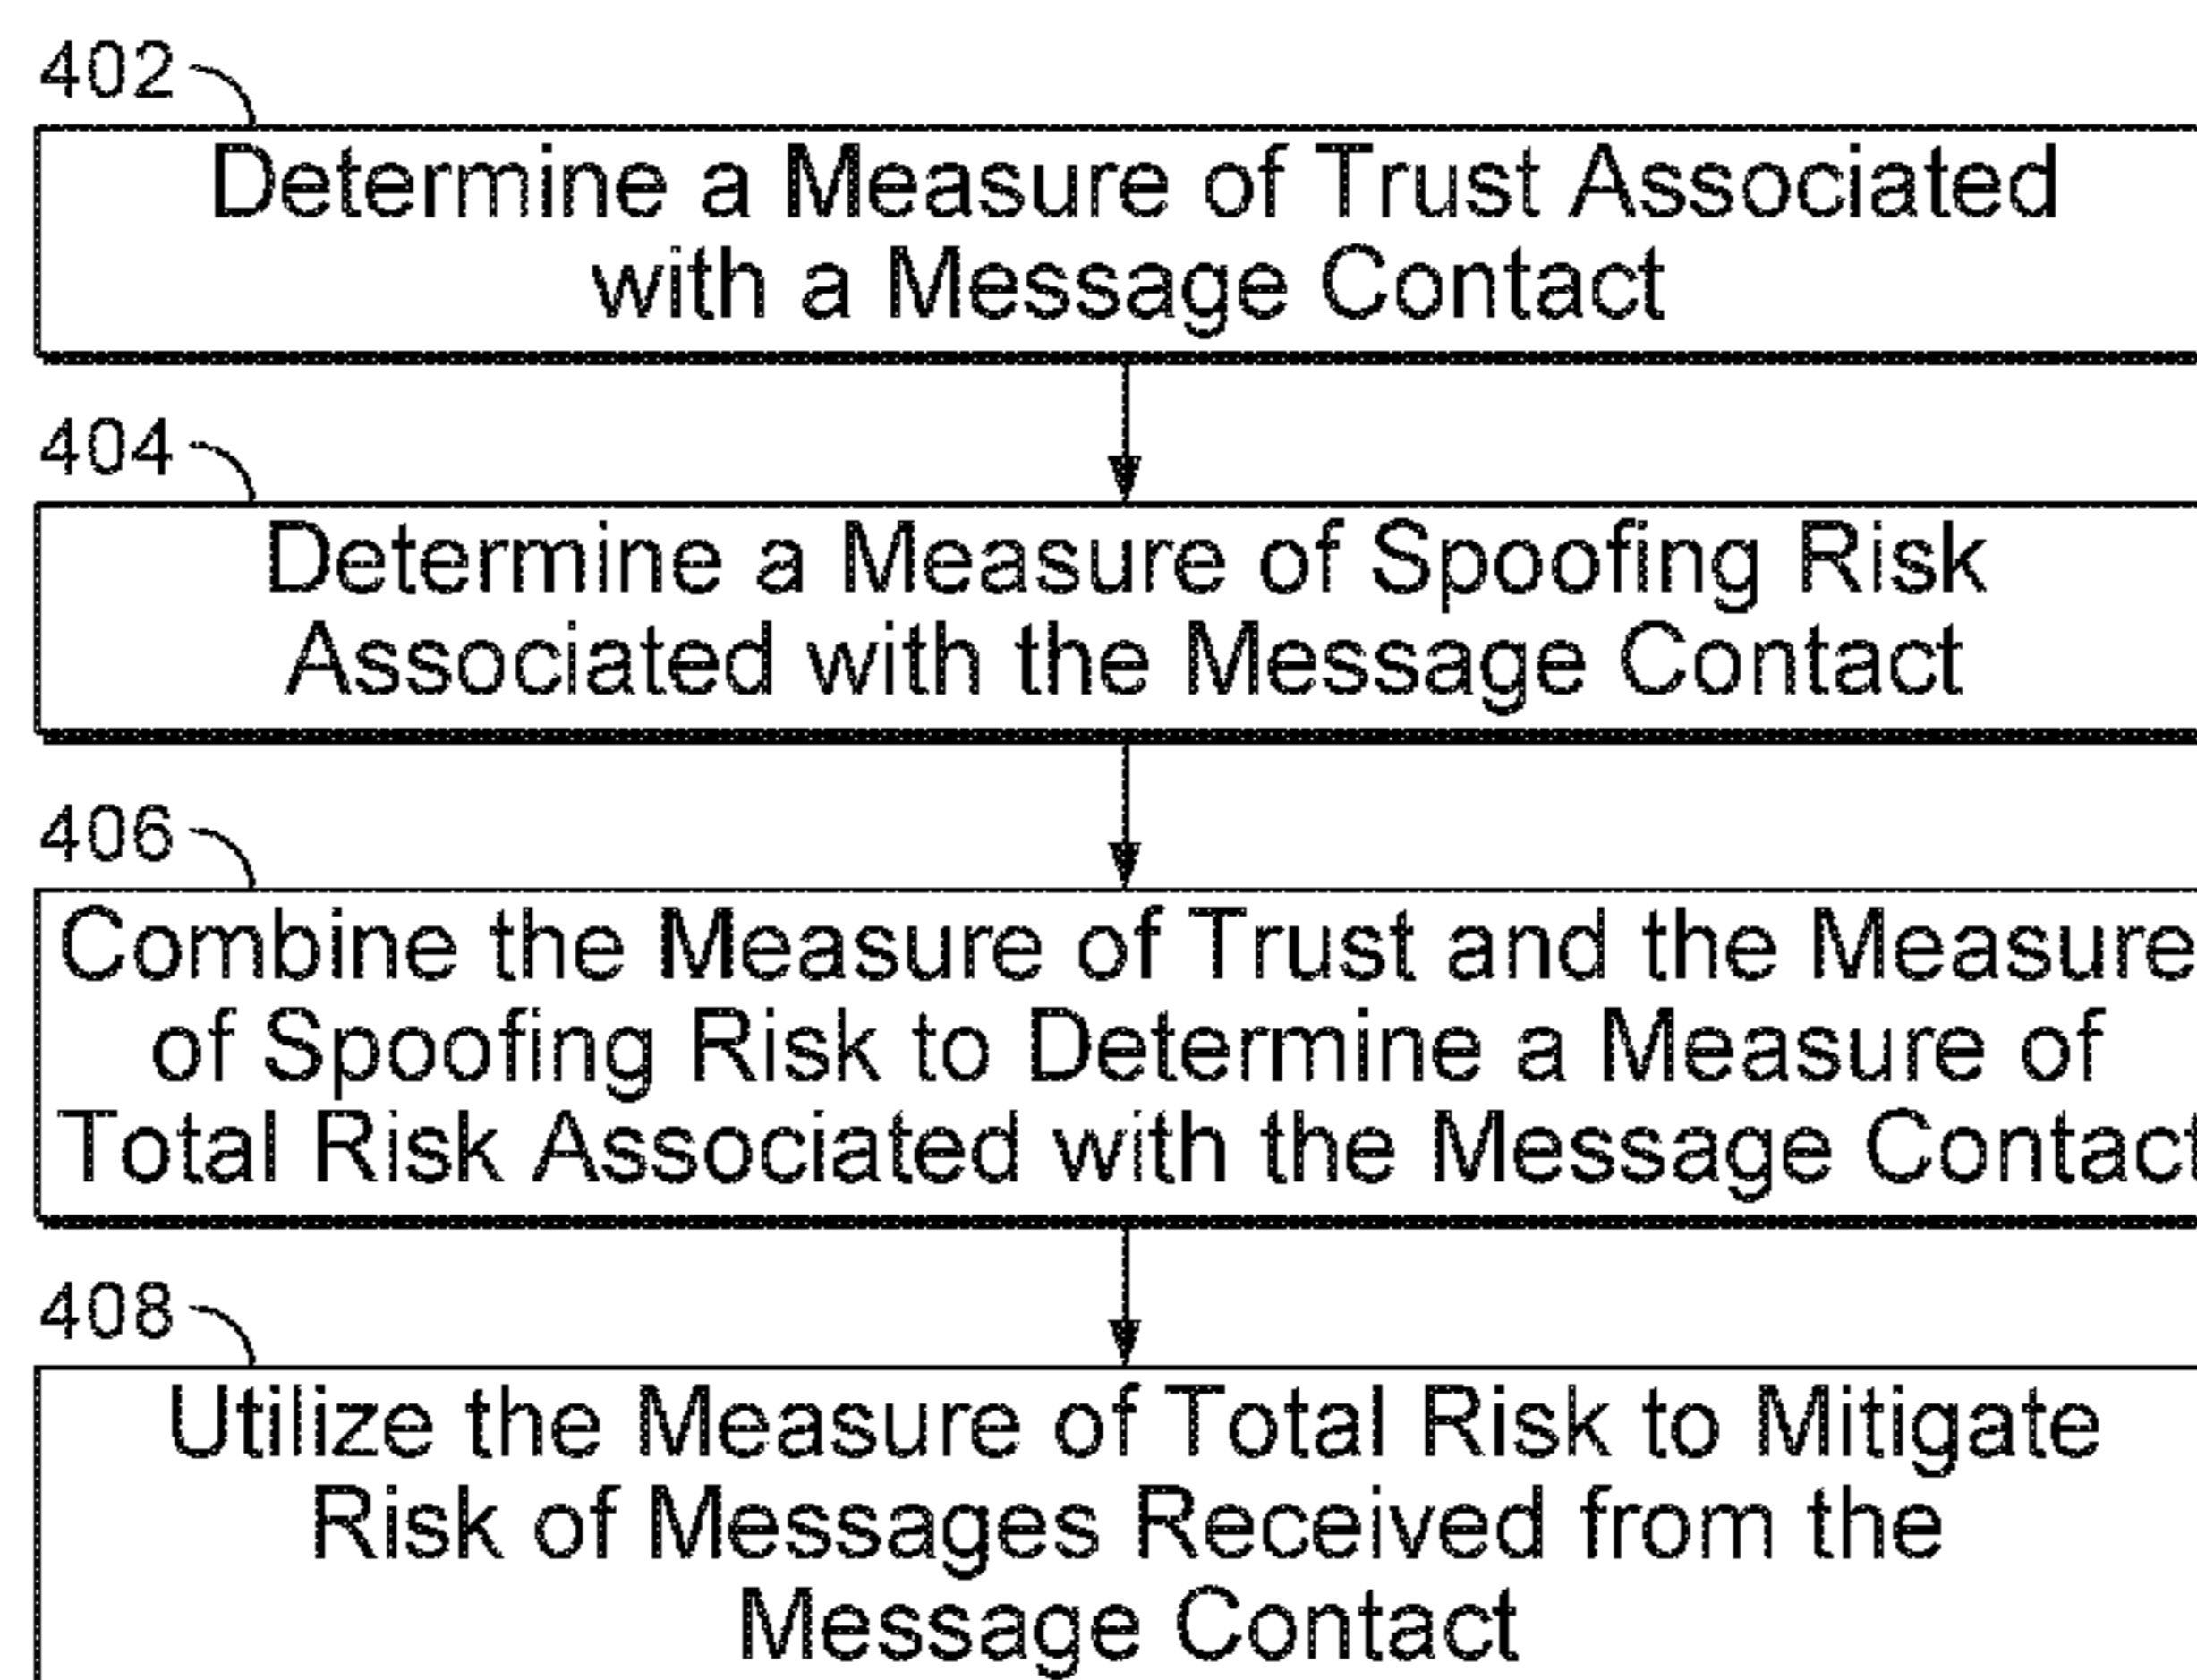 402
Determine a Measure of Trust Associated
with a Message Contact
404
Determine a Measure of Spoofing Risk
Associated with the Message Contact
406
Combine the Measure of Trust and the Measure
of Spoofing Risk to Determine a Measure of
Total Risk Associated with the Message Contact
408
Utilize the Measure of Total Risk to Mitigate
Risk of Messages Received from the
Message Contact